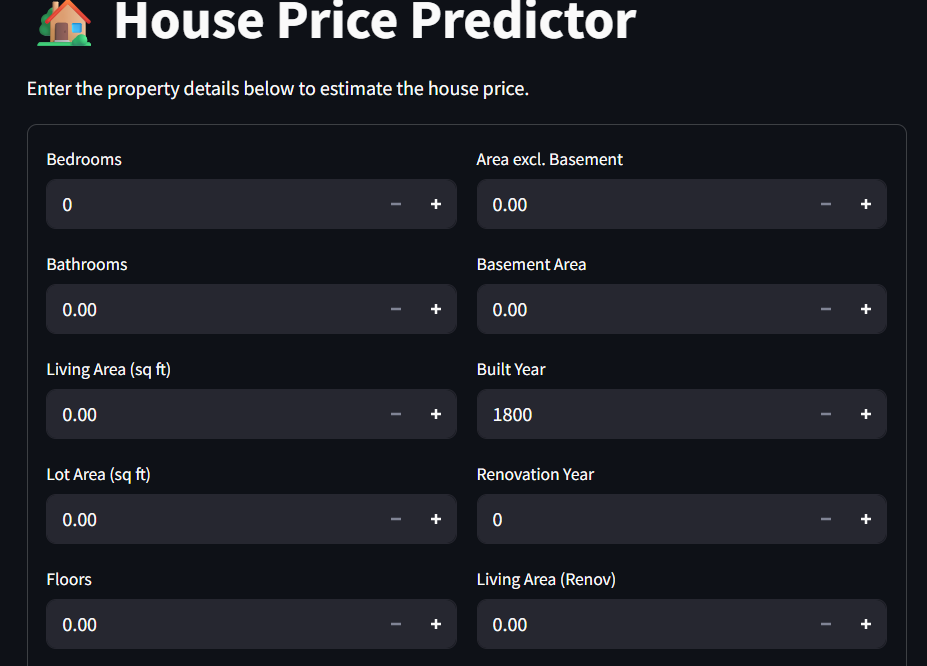 House Price Predictor
Enter the property details below to estimate the house price.
Bedrooms
0
Bathrooms
0.00
Living Area (sq ft)
0.00
Lot Area (sq ft)
0.00
Floors
0.00
Area excl. Basement
0.00
Basement Area
0.00
Built Year
1800
Renovation Year
0
Living Area (Renov)
0.00